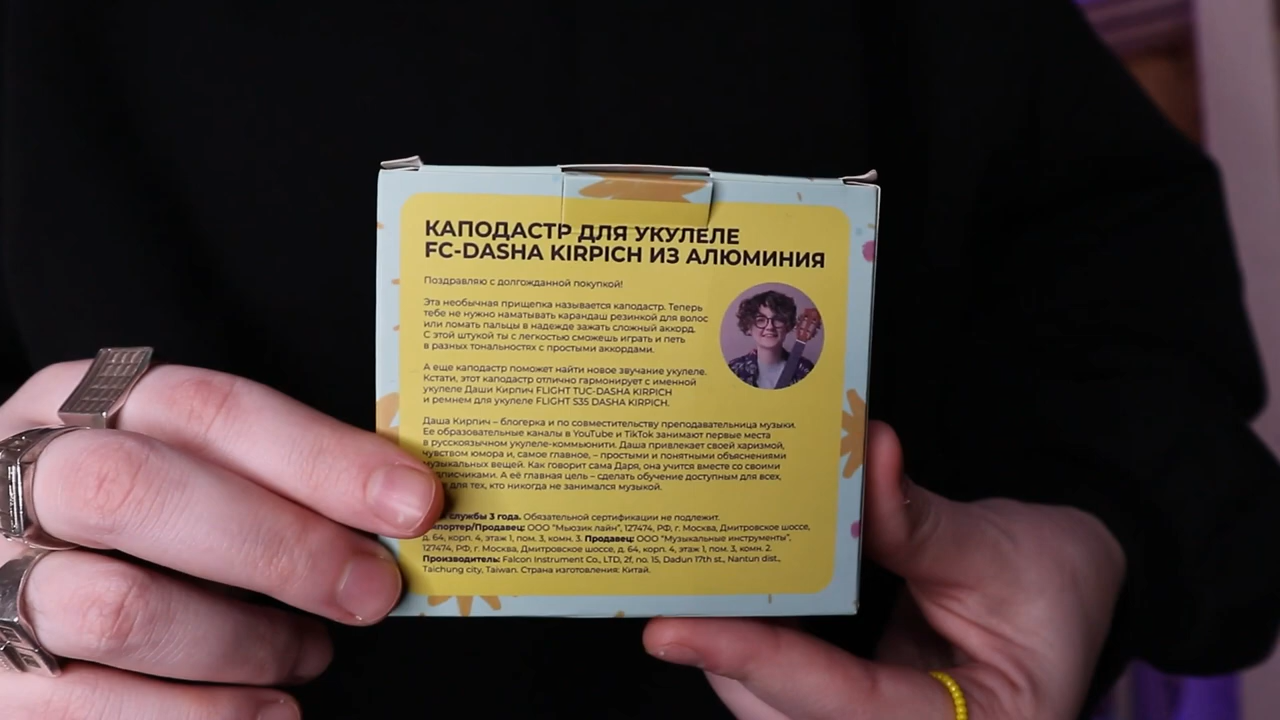 КАПОДАСТР ДЛЯ УКУЛЕЛЕ
FC-DASHA KIRPICH ИЗ АЛЮМИНИЯ
Поздравляю с долгожданной покупкой!
Эта необычная прищепка называется каподастр. Теперь
тебе не нужно наматывать карандаш резинкой для волос
или ломать пальцы в надежде зажать сложный аккорд.
С этой штукой ты с легкостью сможешь играть и петь
в разных тональностях с простыми аккордами.
А еще каподастр поможет найти новое звучание укулеле.
Кстати, этот каподастр отлично гармонирует с именной
укулеле Даши Кирпич FLIGHT TUC-DASHA KIRPICH
и ремнем для укулеле FLIGHT S35 DASHA KIRPICH.
Даша Кирпич – блогерка и по совместительству преподавательница музыки.
Ее образовательные каналы в YouTube и TikTok занимают первые места
в русскоязычном укулеле-коммьюнити. Даша привлекает своей харизмой,
чувством юмора и, самое главное, – простыми и понятными объяснениями
музыкальных вещей. Как говорит сама Дарья, она учится вместе со своими
писчиками. А её главная цель – сделать обучение доступным для всех,
для тех, кто никогда не занимался музыкой.
службы 3 года. Обязательной сертификации не подлежит.
портер/Продавец: ООО "Мьюзик лайн", 127474, РФ, г. Москва, Дмитровское шоссе,
д. 64, корп. 4, этаж 1, пом. 3, комн. 3. Продавец: ООО "Музыкальные инструменты",
127474, РФ, г. Москва, Дмитровское шоссе, д. 64, корп. 4, этаж 1, пом. 3, комн. 2.
Производитель: Falcon Instrument Co., LTD, 2f, no. 15, Dadun 17th st., Nantun dist.,
Taichung city, Taiwan. Страна изготовления: Китай.